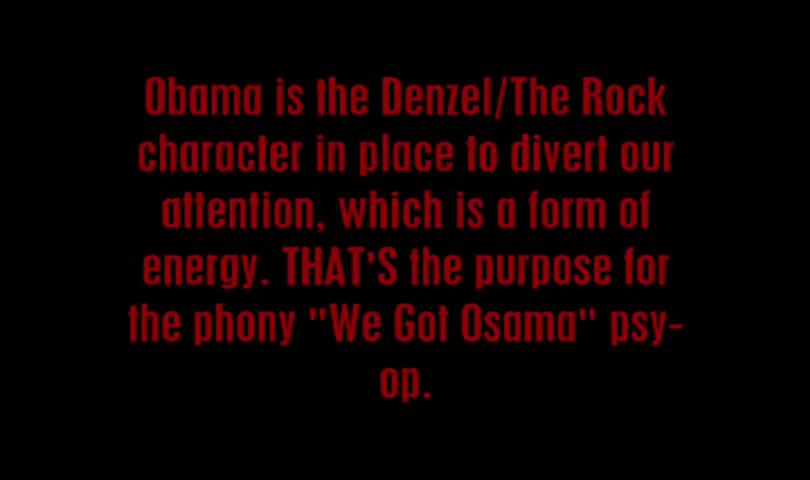 Obama is the Denzel/The Rock
character in place to divert our
attention, which is a form of
energy. THAT'S the purpose for
the phony "We Got Osama" psy-
op.